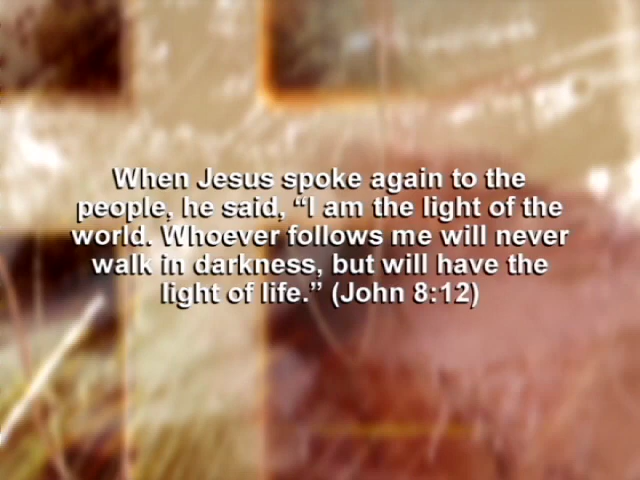 When Jesus spoke again to the
people, he said, “I am the light of the
world. Whoever follows me will never
walk in darkness, but will have the
light of life.” (John 8:12)